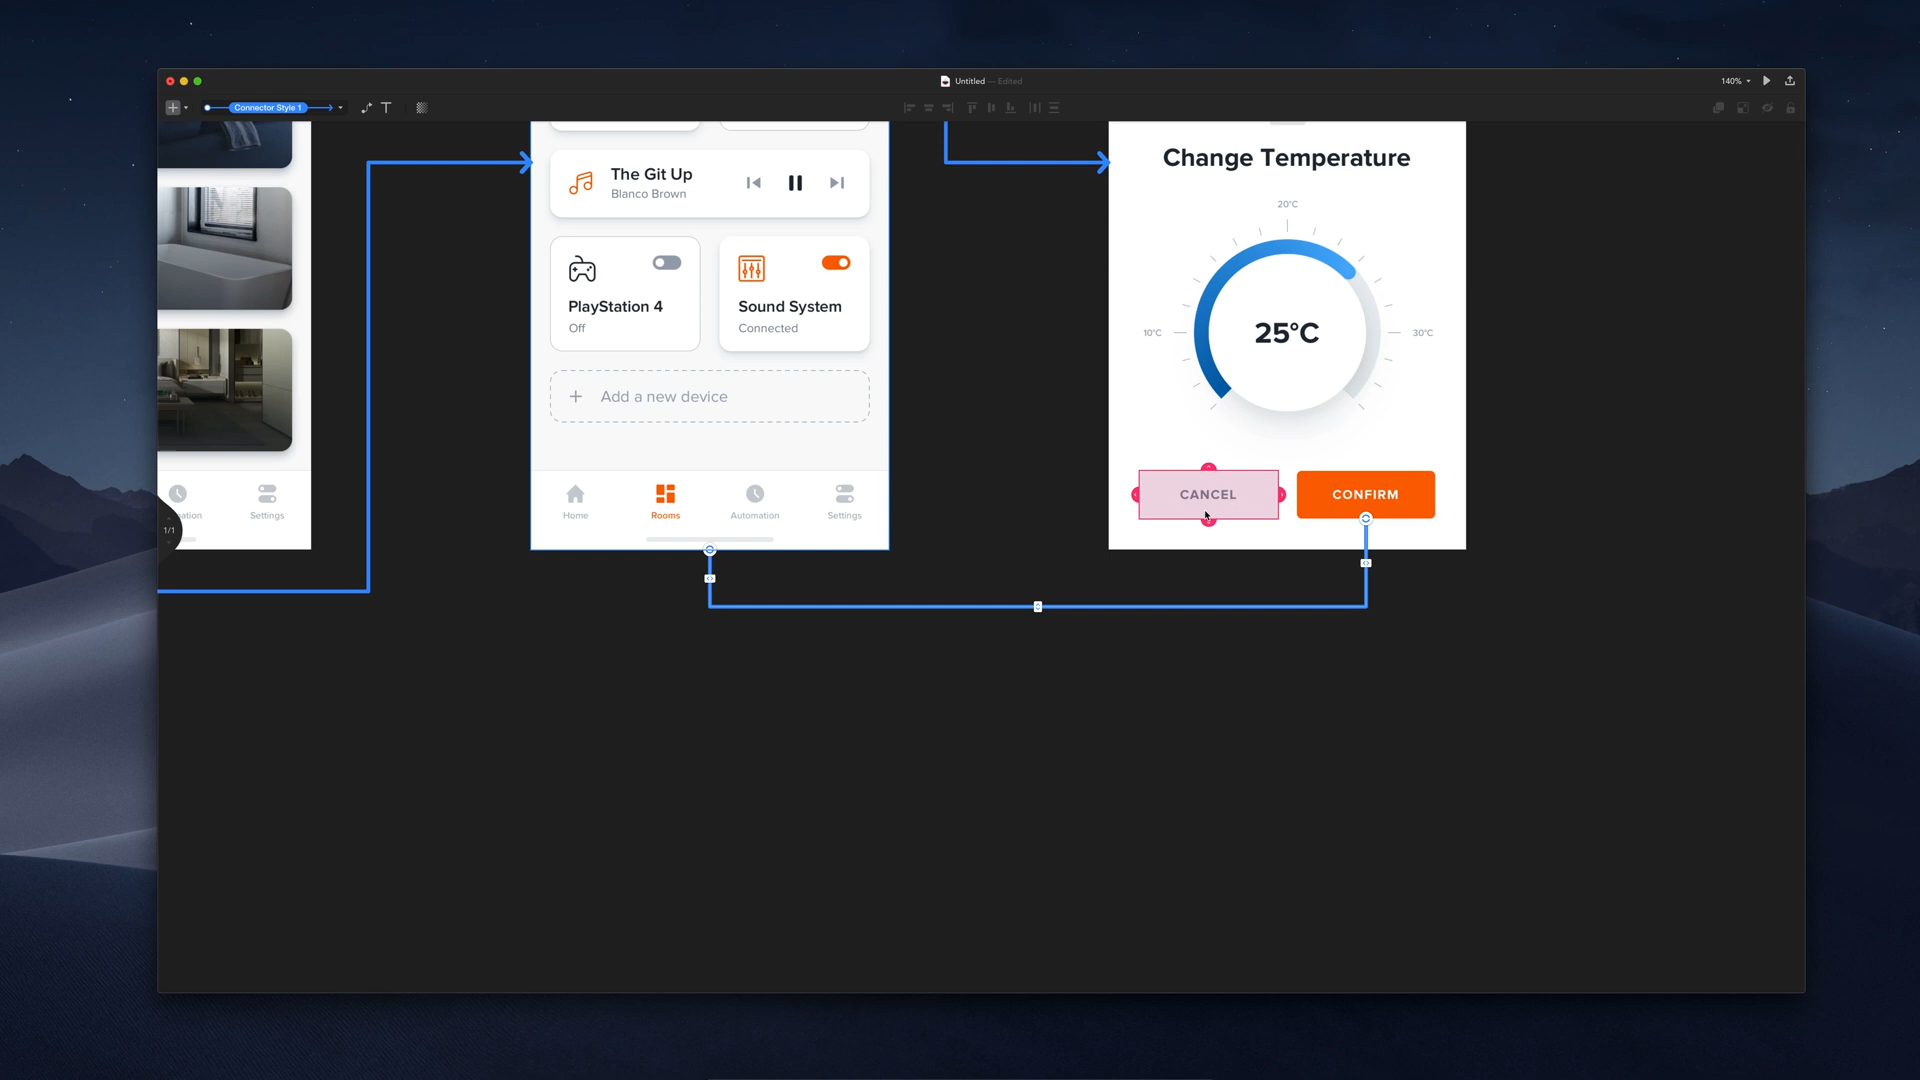 Untitled — Edited
140%
Connector Style 1
The Git Up
Blanco Brown
PlayStation 4
Off
Sound System
Connected
+ Add a new device
Home
Rooms
Automation
Settings
ation
Settings
1/1
Change Temperature
20°C
10°C
25°C
30°C
CANCEL
CONFIRM